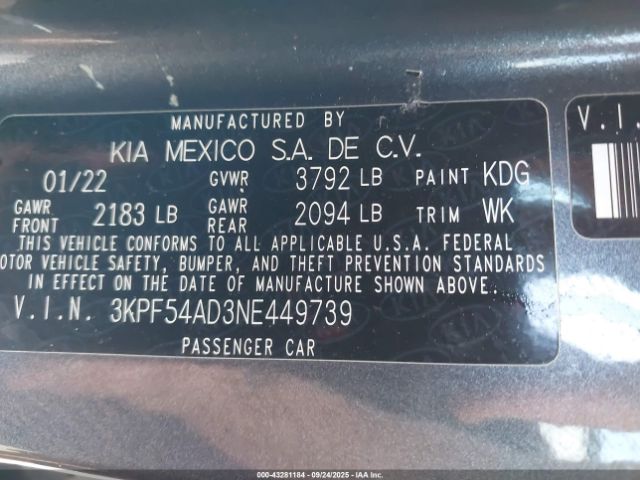 MANUFACTURED BY
KIA MEXICO S.A. DE C.V.
01/22 GVWR 3792 LB PAINT KDG
GAWR FRONT 2183 LB GAWR REAR 2094 LB TRIM WK
THIS VEHICLE CONFORMS TO ALL APPLICABLE U.S.A. FEDERAL
OTOR VEHICLE SAFETY, BUMPER, AND THEFT PREVENTION STANDARDS
IN EFFECT ON THE DATE OF MANUFACTURE SHOWN ABOVE.
V.I.N. 3KPF54AD3NE449739
PASSENGER CAR
V.I.
000-43281184 - 09/24/2025 - ©IAA, Inc.